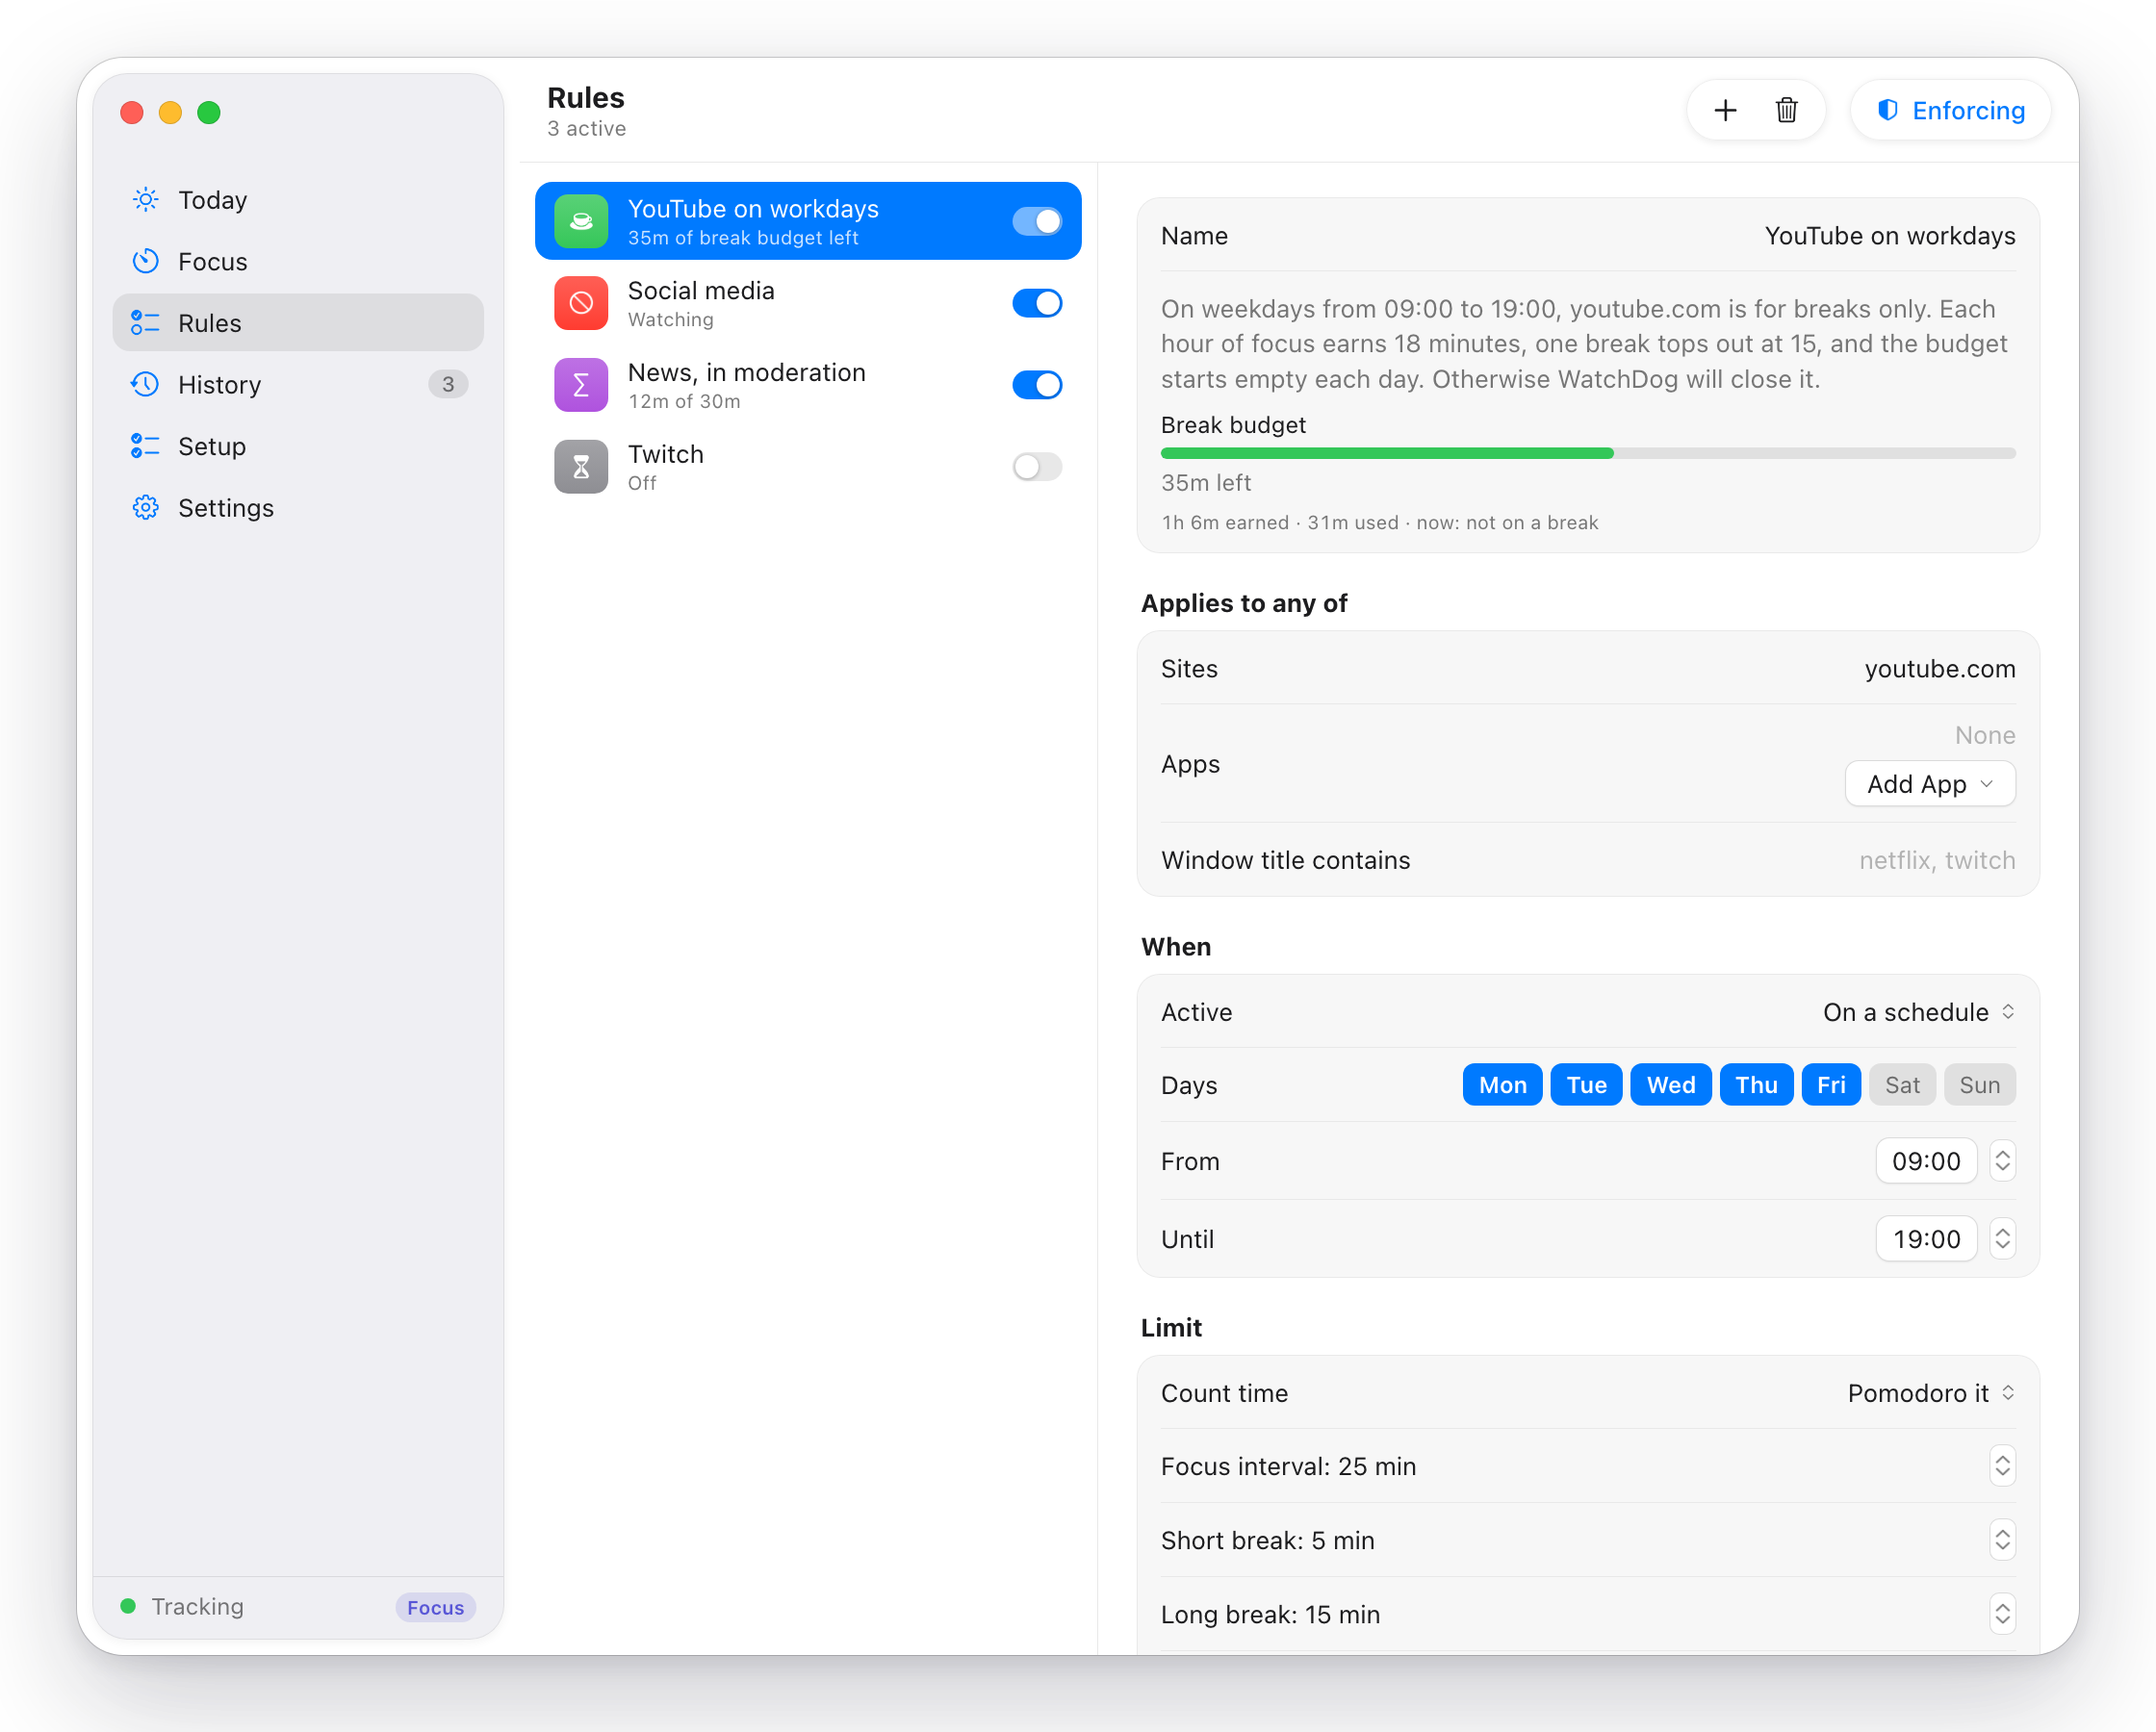 Today
Focus
Rules
History
3
Setup
Settings
Tracking
Focus
Rules
3 active
Enforcing
YouTube on workdays
35m of break budget left
Social media
Watching
News, in moderation
12m of 30m
Twitch
Off
Name
YouTube on workdays
On weekdays from 09:00 to 19:00, youtube.com is for breaks only. Each
hour of focus earns 18 minutes, one break tops out at 15, and the budget
starts empty each day. Otherwise WatchDog will close it.
Break budget
35m left
1h 6m earned · 31m used · now: not on a break
Applies to any of
Sites
youtube.com
Apps
None
Add App
Window title contains
netflix, twitch
When
Active
On a schedule
Days
Mon Tue Wed Thu Fri Sat Sun
From
09:00
Until
19:00
Limit
Count time
Pomodoro it
Focus interval: 25 min
Short break: 5 min
Long break: 15 min